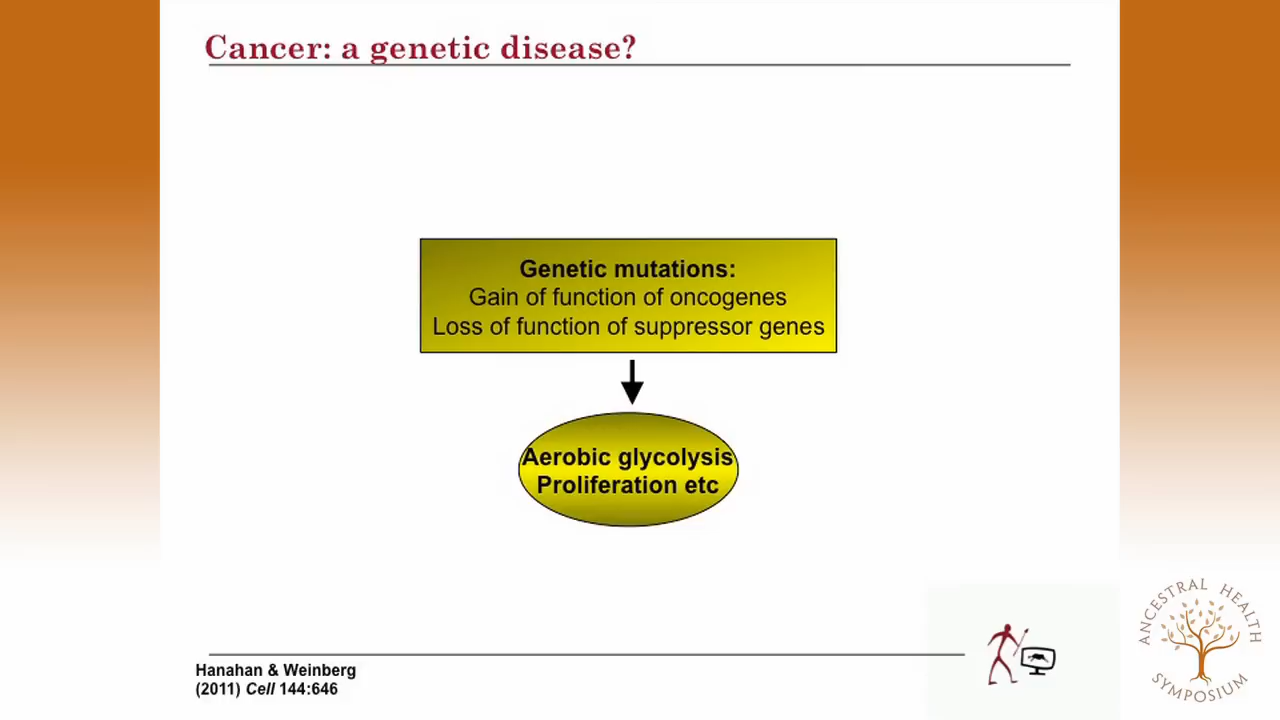 Cancer: a genetic disease?
Genetic mutations:
Gain of function of oncogenes
Loss of function of suppressor genes
Aerobic glycolysis
Proliferation etc
Hanahan & Weinberg
(2011) Cell 144:646
ANCESTRAL HEALTH
SYMPOSIUM